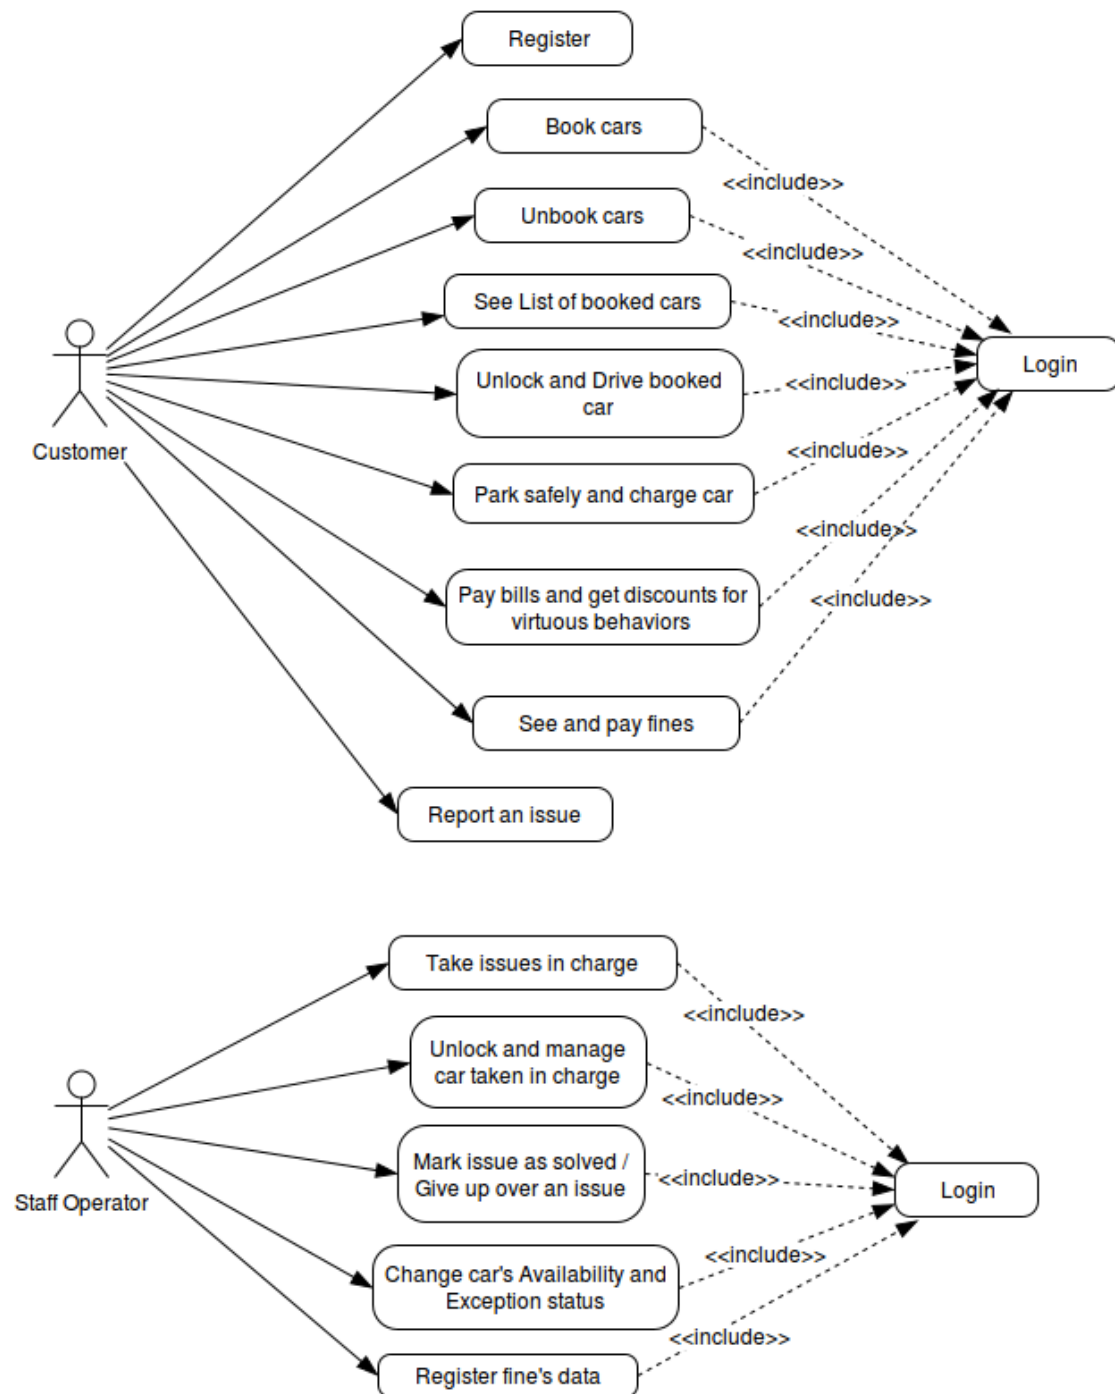 Register
Book cars
<<include>>
Unbook cars
<<include>>
See List of booked cars
<<include>>
Login
Unlock and Drive booked
car
<<include>>
Customer
<<include>>
Park safely and charge car
<<include>>
Pay bills and get discounts for
virtuous behaviors
<<include>>
See and pay fines
Report an issue
Take issues in charge
<<include>>
Unlock and manage
car taken in charge
<<include>>
Mark issue as solved /
Give up over an issue
<<include>>
Login
Staff Operator
Change car's Availability and
Exception status
<<include>>
<<include>>
Register fine's data